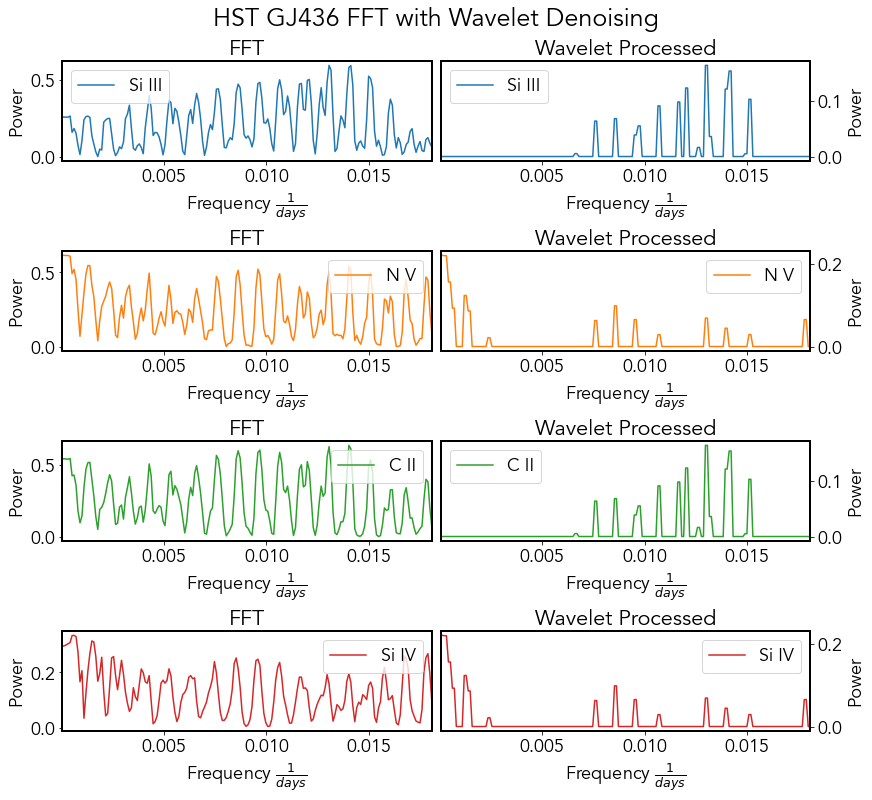 HST GJ436 FFT with Wavelet Denoising
FFT
Wavelet Processed
Power
0.5
0.0
Si III
Si III
0.1
0.0
Power
0.005 0.010 0.015
0.005 0.010 0.015
Frequency 1/days
Frequency 1/days
FFT
Wavelet Processed
Power
0.5
0.0
N V
N V
0.2
0.0
Power
0.005 0.010 0.015
0.005 0.010 0.015
Frequency 1/days
Frequency 1/days
FFT
Wavelet Processed
Power
0.5
0.0
C II
C II
0.1
0.0
Power
0.005 0.010 0.015
0.005 0.010 0.015
Frequency 1/days
Frequency 1/days
FFT
Wavelet Processed
Power
0.2
0.0
Si IV
Si IV
0.2
0.0
Power
0.005 0.010 0.015
0.005 0.010 0.015
Frequency 1/days
Frequency 1/days